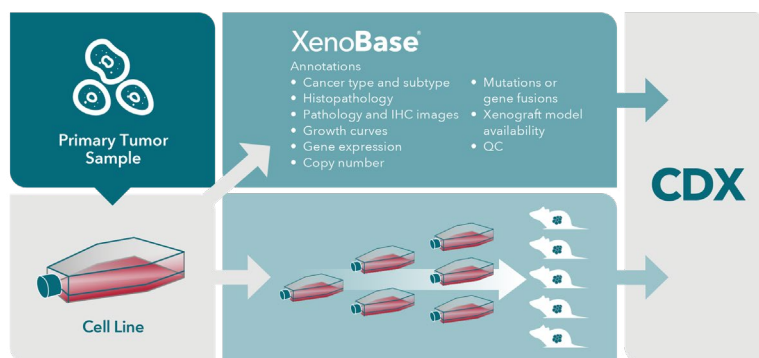 Primary Tumor
Sample
Cell Line
XenoBase®
Annotations
• Cancer type and subtype
• Histopathology
• Pathology and IHC images
• Growth curves
• Gene expression
• Copy number
• Mutations or
gene fusions
• Xenograft model
availability
• QC
CDX